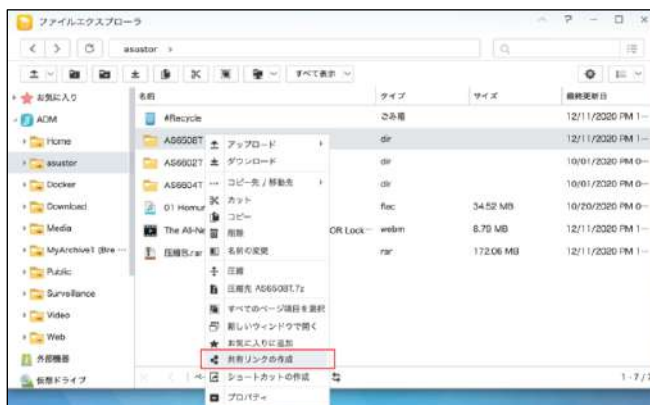 ファイルエクスプローラ
asustor
すべて表示
お気に入り
ADM
Home
asustor
Docker
Download
Media
MyArchive1 (Bre ···
Public
Surveillance
Video
Web
外部機器
仮想ドライブ
名前 タイプ サイズ 最終更新日
#Recycle ごみ箱 12/11/2020 PM 1···
AS6508T dir 12/11/2020 PM 1···
AS6602T dir 10/01/2020 PM 0···
AS6604T dir 10/01/2020 PM 0···
01 Homur flac 34.52 MB 10/20/2020 PM 0···
The All-Ne OR Lock··· webm 8.79 MB 12/11/2020 PM 1···
圧縮B.rar rar 172.06 MB 12/11/2020 PM 1···
アップロード
ダウンロード
コピー先 / 移動先
カット
コピー
削除
名前の変更
圧縮
圧縮先 AS6508T.7z
すべてのページ項目を選択
新しいウィンドウで開く
お気に入りに追加
共有リンクの作成
ショートカットの作成
プロパティ
ペ
1-7 / 7